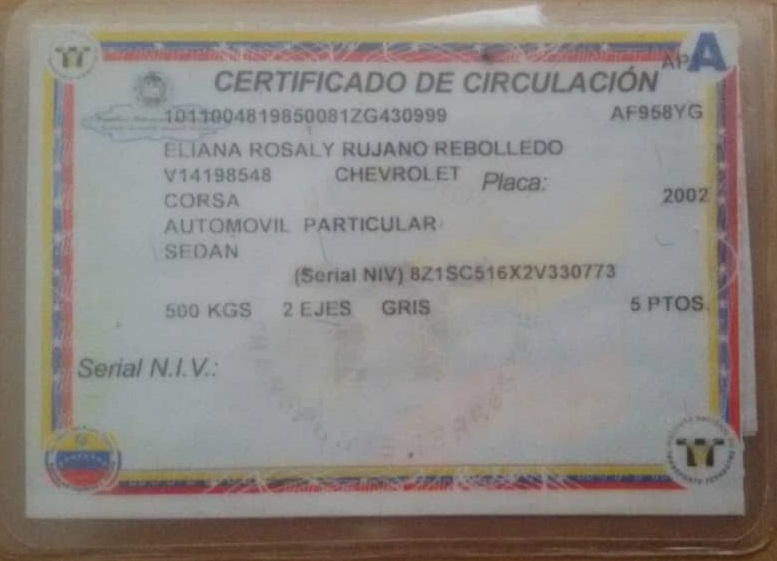 AP A
CERTIFICADO DE CIRCULACIÓN
1011004819850081ZG430999 AF958YG
ELIANA ROSALY RUJANO REBOLLEDO
V14198548 CHEVROLET Placa:
CORSA 2002
AUTOMOVIL PARTICULAR
SEDAN
(Serial NIV) 8Z1SC516X2V330773
500 KGS 2 EJES GRIS 5 PTOS.
Serial N.I.V.: